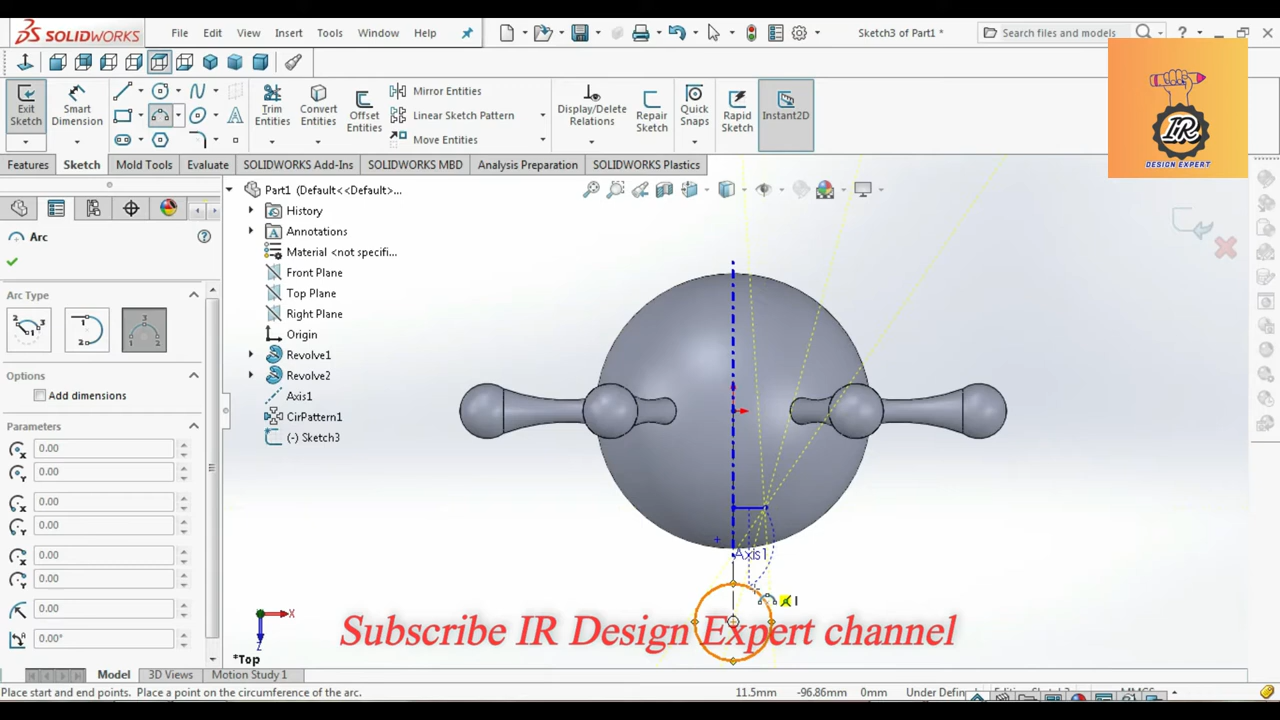 SOLIDWORKS
File Edit View Insert Tools Window Help
Sketch3 of Part1 *
Search files and models
Exit Sketch
Smart Dimension
Trim Entities
Convert Entities
Offset Entities
Mirror Entities
Linear Sketch Pattern
Move Entities
Display/Delete Relations
Repair Sketch
Quick Snaps
Rapid Sketch
Instant2D
IR
DESIGN EXPERT
Features Sketch Mold Tools Evaluate SOLIDWORKS Add-Ins SOLIDWORKS MBD Analysis Preparation SOLIDWORKS Plastics
Part1 (Default<<Default>...
History
Annotations
Material <not specifi...
Front Plane
Top Plane
Right Plane
Origin
Revolve1
Revolve2
Axis1
CirPattern1
(-) Sketch3
Arc
Arc Type
Options
Add dimensions
Parameters
0.00
0.00
0.00
0.00
0.00
0.00
0.00
0.00°
Axis1
X
Z
*Top
Subscribe IR Design Expert channel
Model 3D Views Motion Study 1
Place start and end points. Place a point on the circumference of the arc.
11.5mm -96.86mm 0mm Under Defin